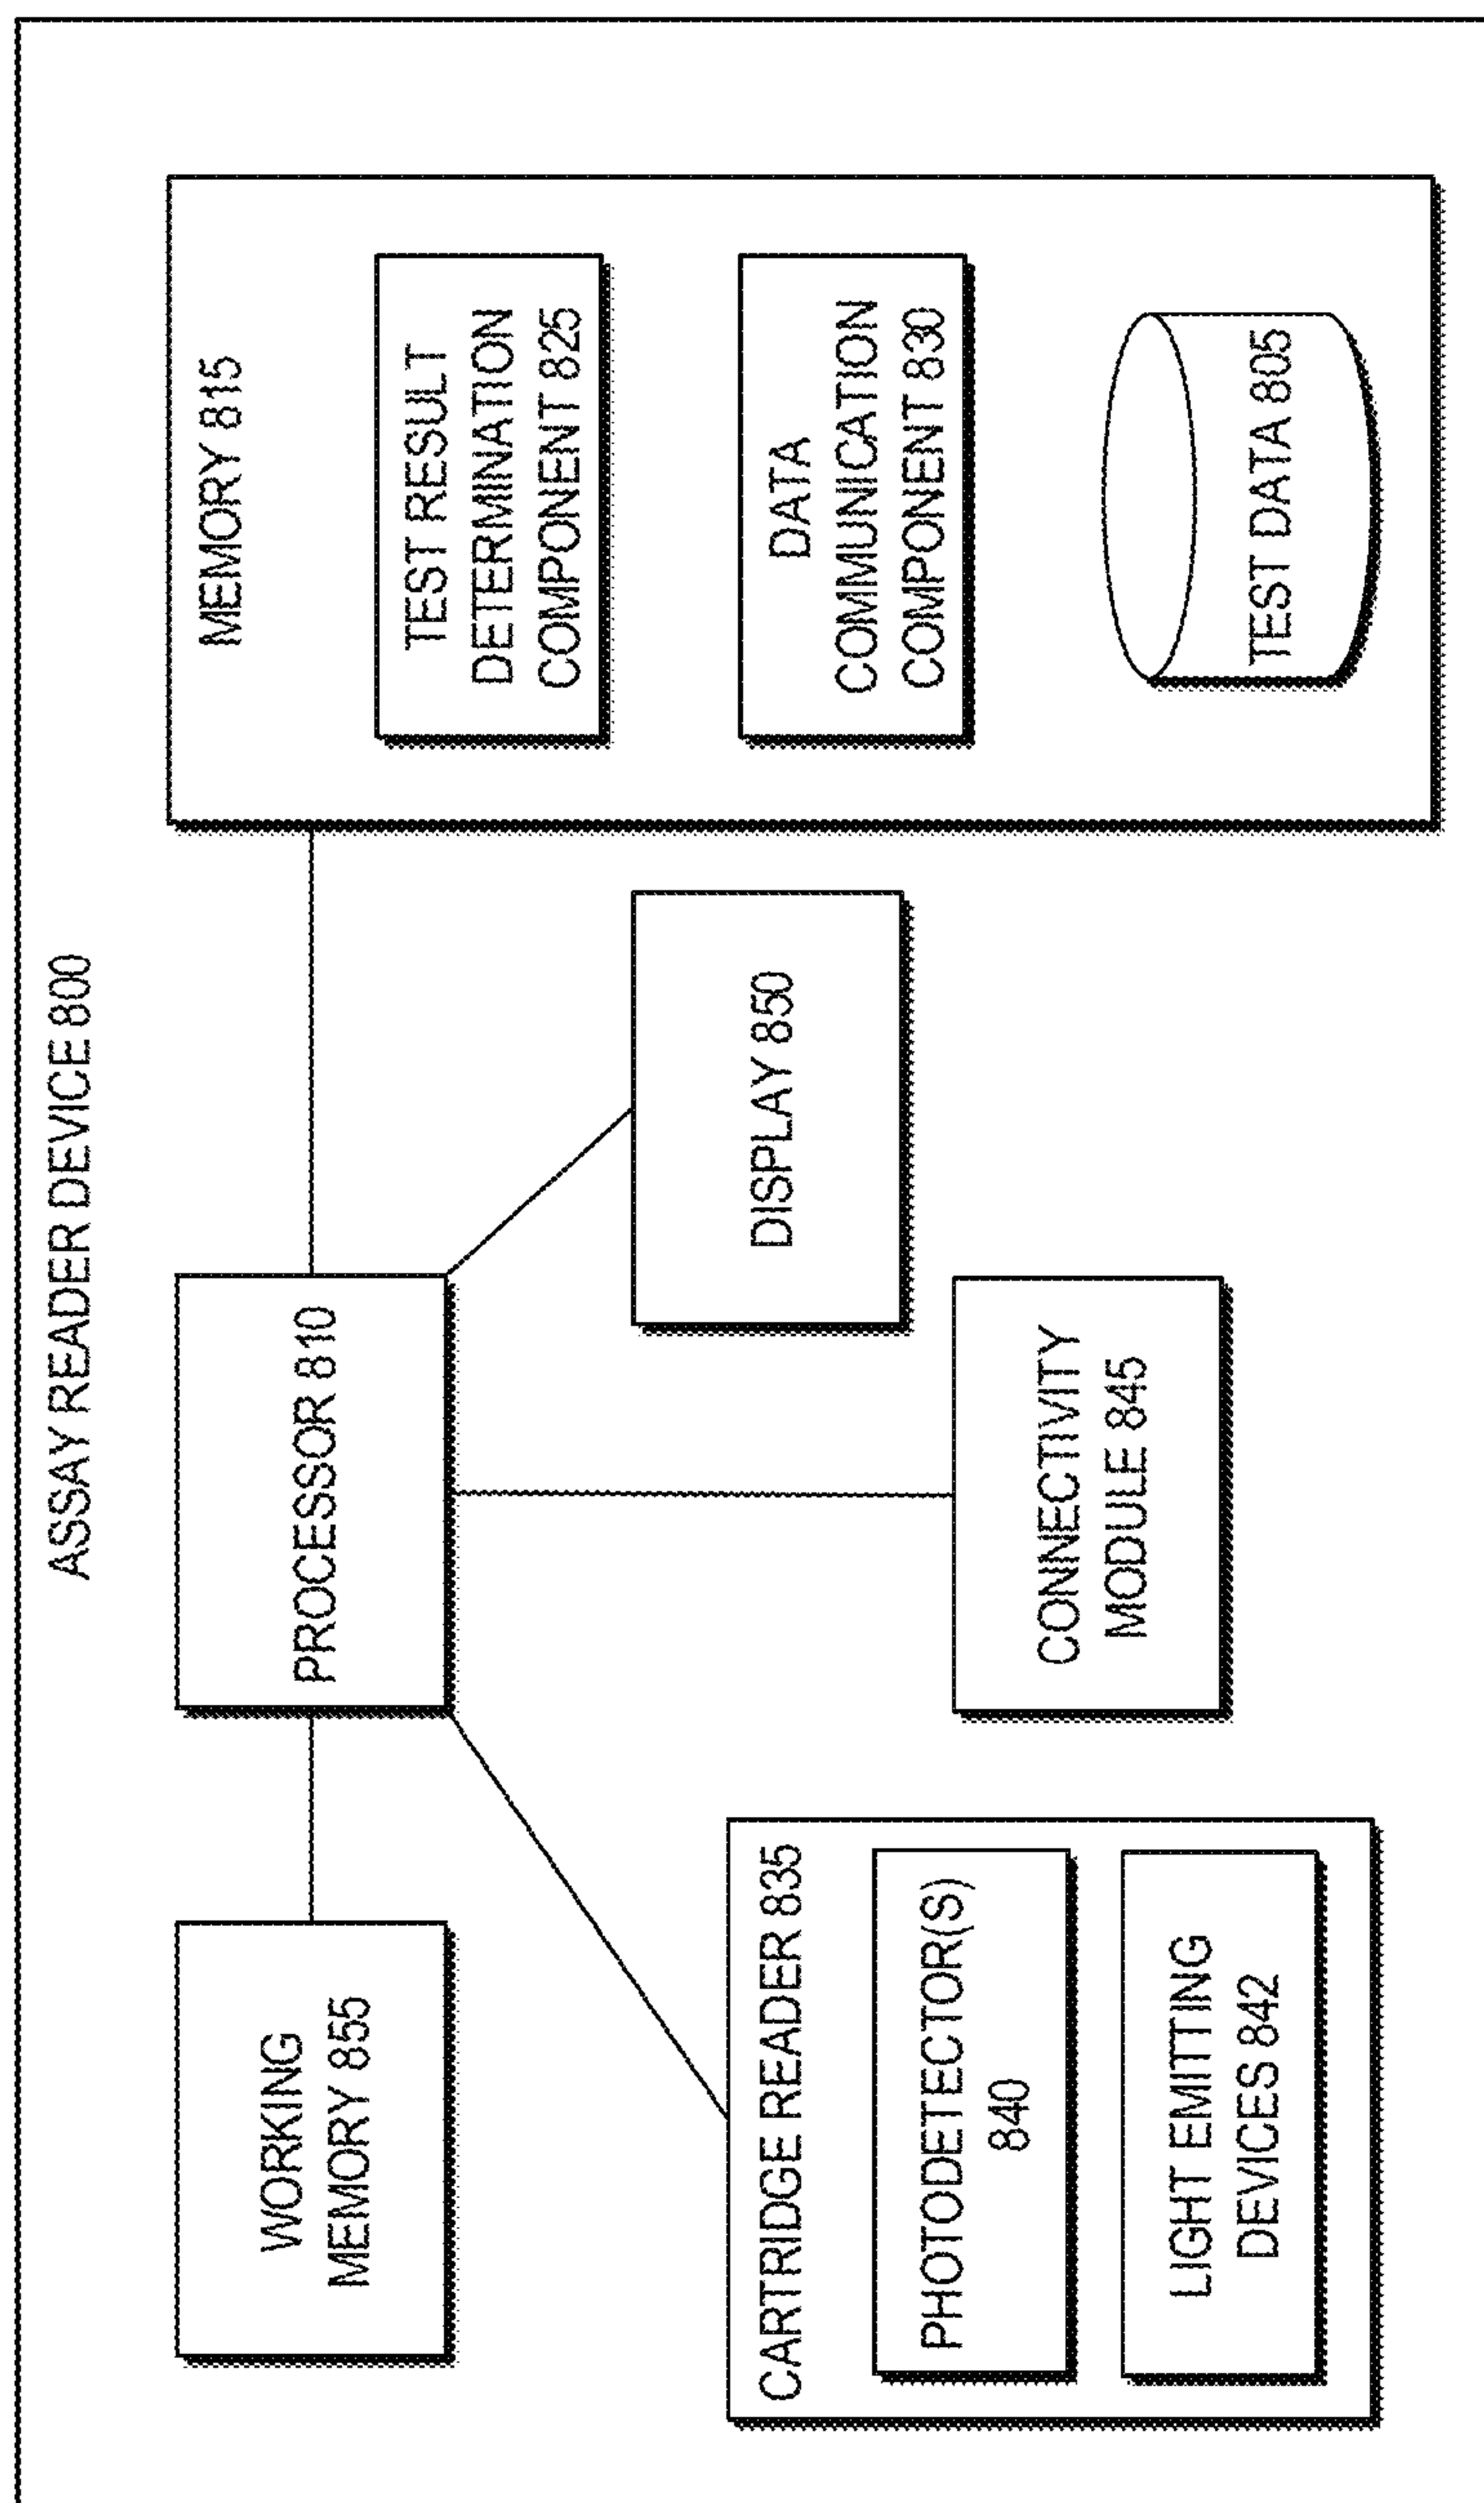 ASSAY READER DEVICE 800
WORKING
MEMORY 855
PROCESSOR 810
MEMORY 815
TEST RESULT
DETERMINATION
COMPONENT 825
DATA
COMMUNICATION
COMPONENT 830
TEST DATA 805
DISPLAY 850
CONNECTIVITY
MODULE 845
CARTRIDGE READER 835
PHOTODETECTOR(S)
840
LIGHT EMITTING
DEVICES 842